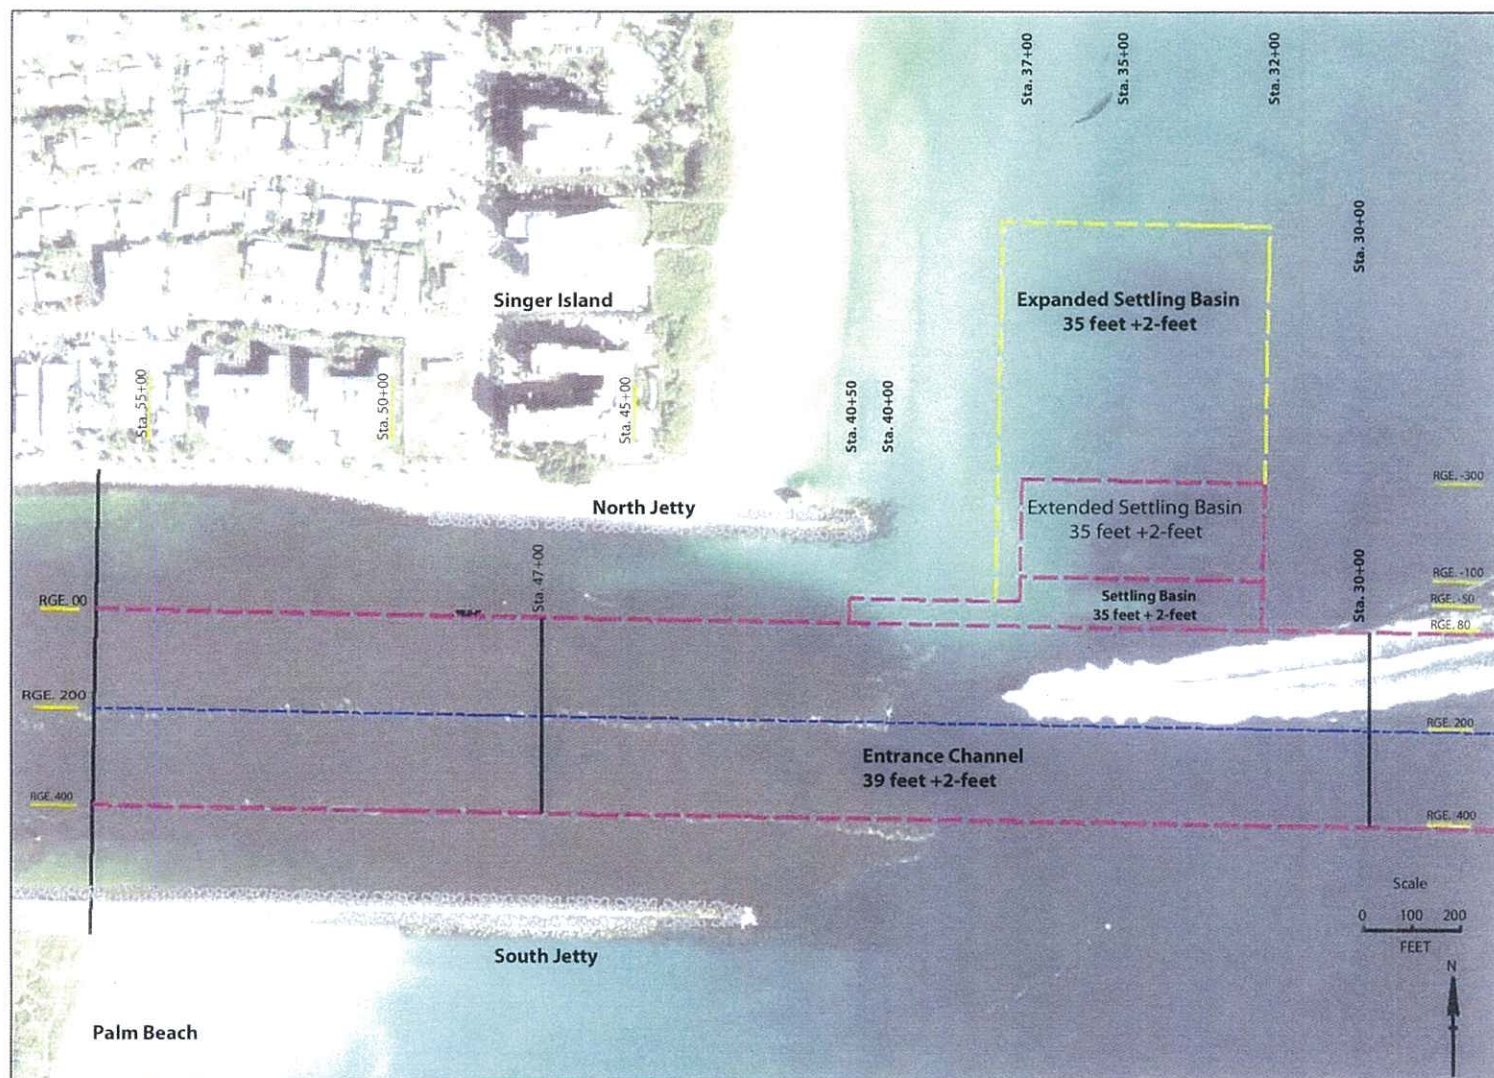 Sta. 37+00
Sta. 35+00
Sta. 32+00
Sta. 30+00
Singer Island
Expanded Settling Basin
35 feet +2-feet
Sta. 55+00
Sta. 50+00
Sta. 45+00
Sta. 40+50
Sta. 40+00
RGE. -300
North Jetty
Extended Settling Basin
35 feet +2-feet
Sta. 47+00
Sta. 30+00
RGE. -100
RGE. 00
Settling Basin
35 feet + 2-feet
RGE. -50
RGE. 80
RGE. 200
RGE. 200
Entrance Channel
39 feet +2-feet
RGE. 400
RGE. 400
Scale
0 100 200
FEET
South Jetty
N
Palm Beach